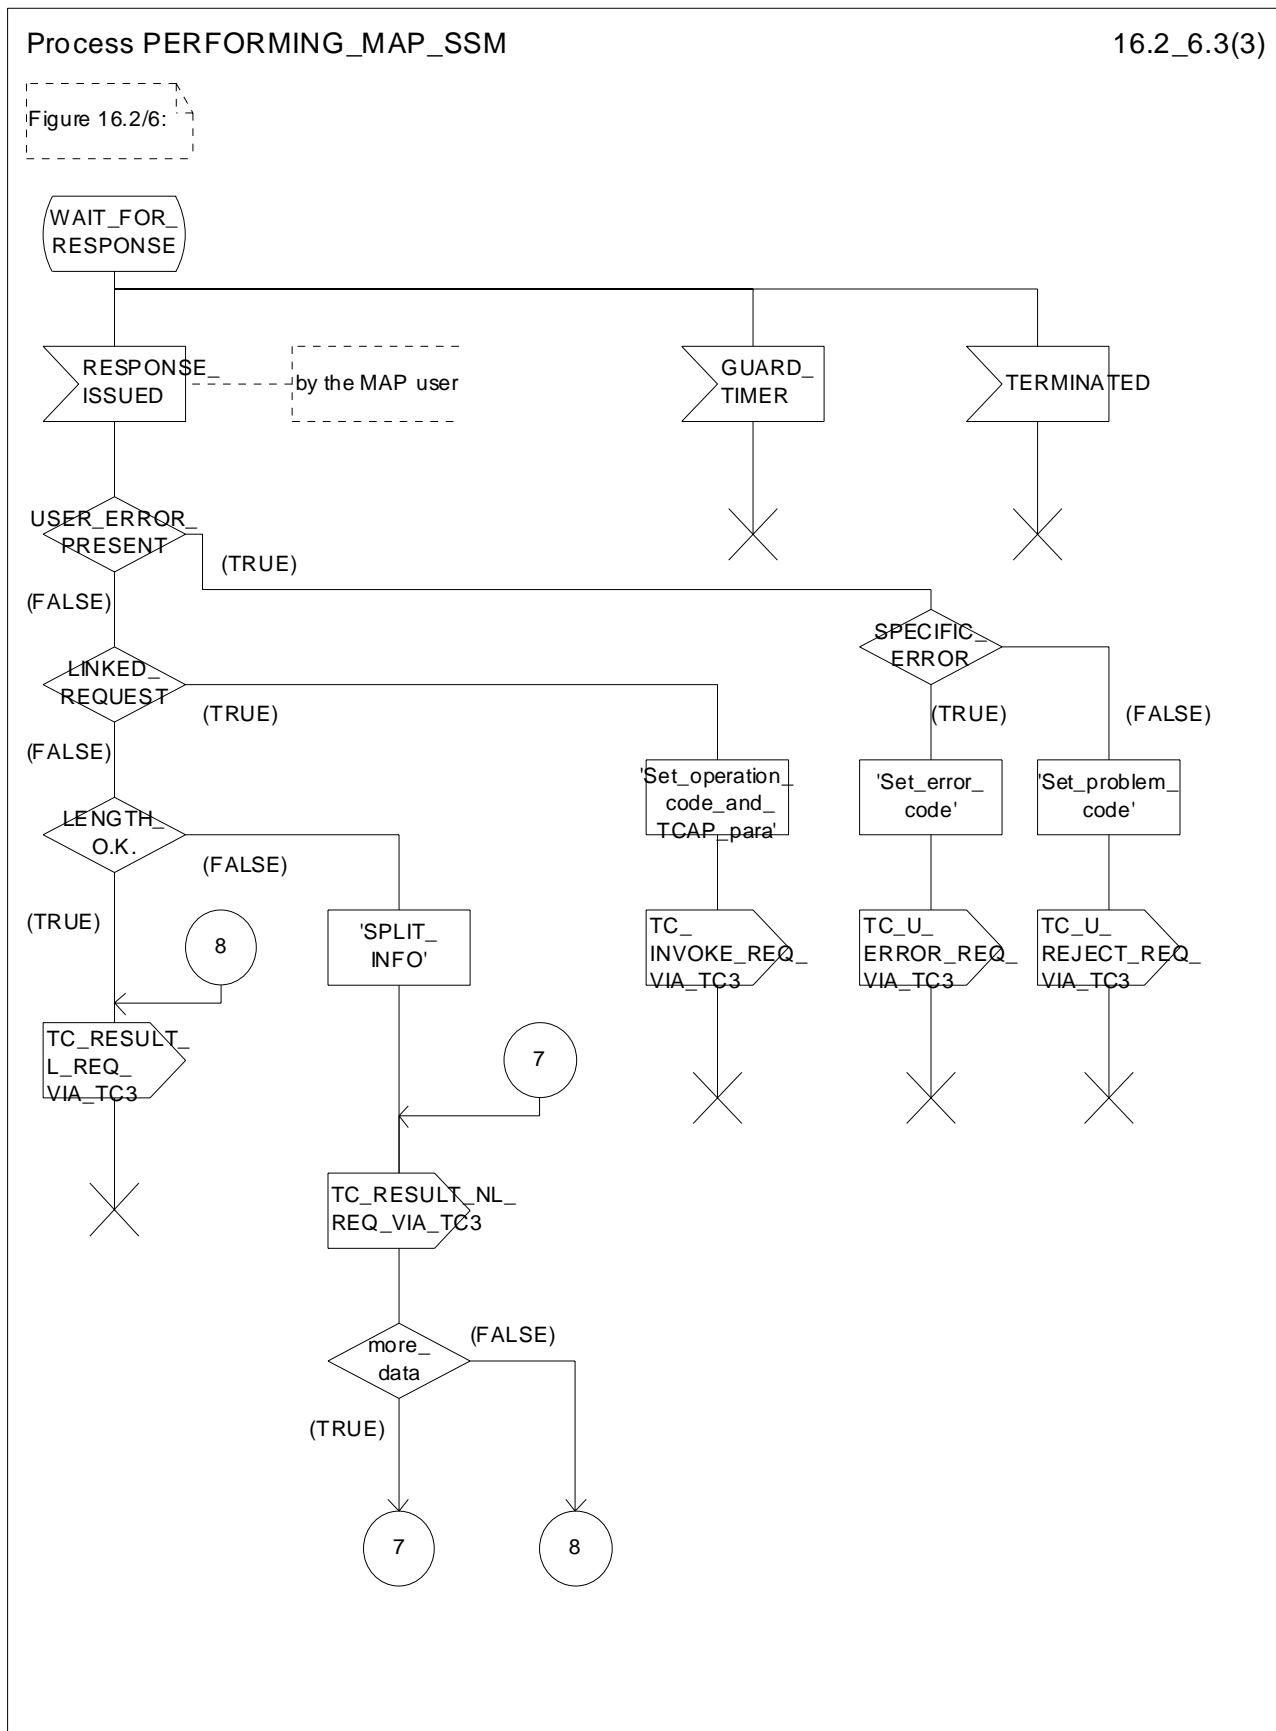 Process PERFORMING_MAP_SSM
16.2_6.3(3)
Figure 16.2/6:
WAIT_FOR_
RESPONSE
RESPONSE_
ISSUED
by the MAP user
GUARD_
TIMER
TERMINATED
USER_ERROR_
PRESENT
(TRUE)
(FALSE)
SPECIFIC_
ERROR
LINKED_
REQUEST
(TRUE)
(TRUE)
(FALSE)
(FALSE)
'Set_operation_
code_and_
TCAP_para'
'Set_error_
code'
'Set_problem_
code'
LENGTH_
O.K.
(FALSE)
(TRUE)
8
'SPLIT_
INFO'
TC_
INVOKE_REQ_
VIA_TC3
TC_U_
ERROR_REQ_
VIA_TC3
TC_U_
REJECT_REQ_
VIA_TC3
TC_RESULT_
L_REQ_
VIA_TC3
7
TC_RESULT_NL_
REQ_VIA_TC3
more_
data
(FALSE)
(TRUE)
7
8